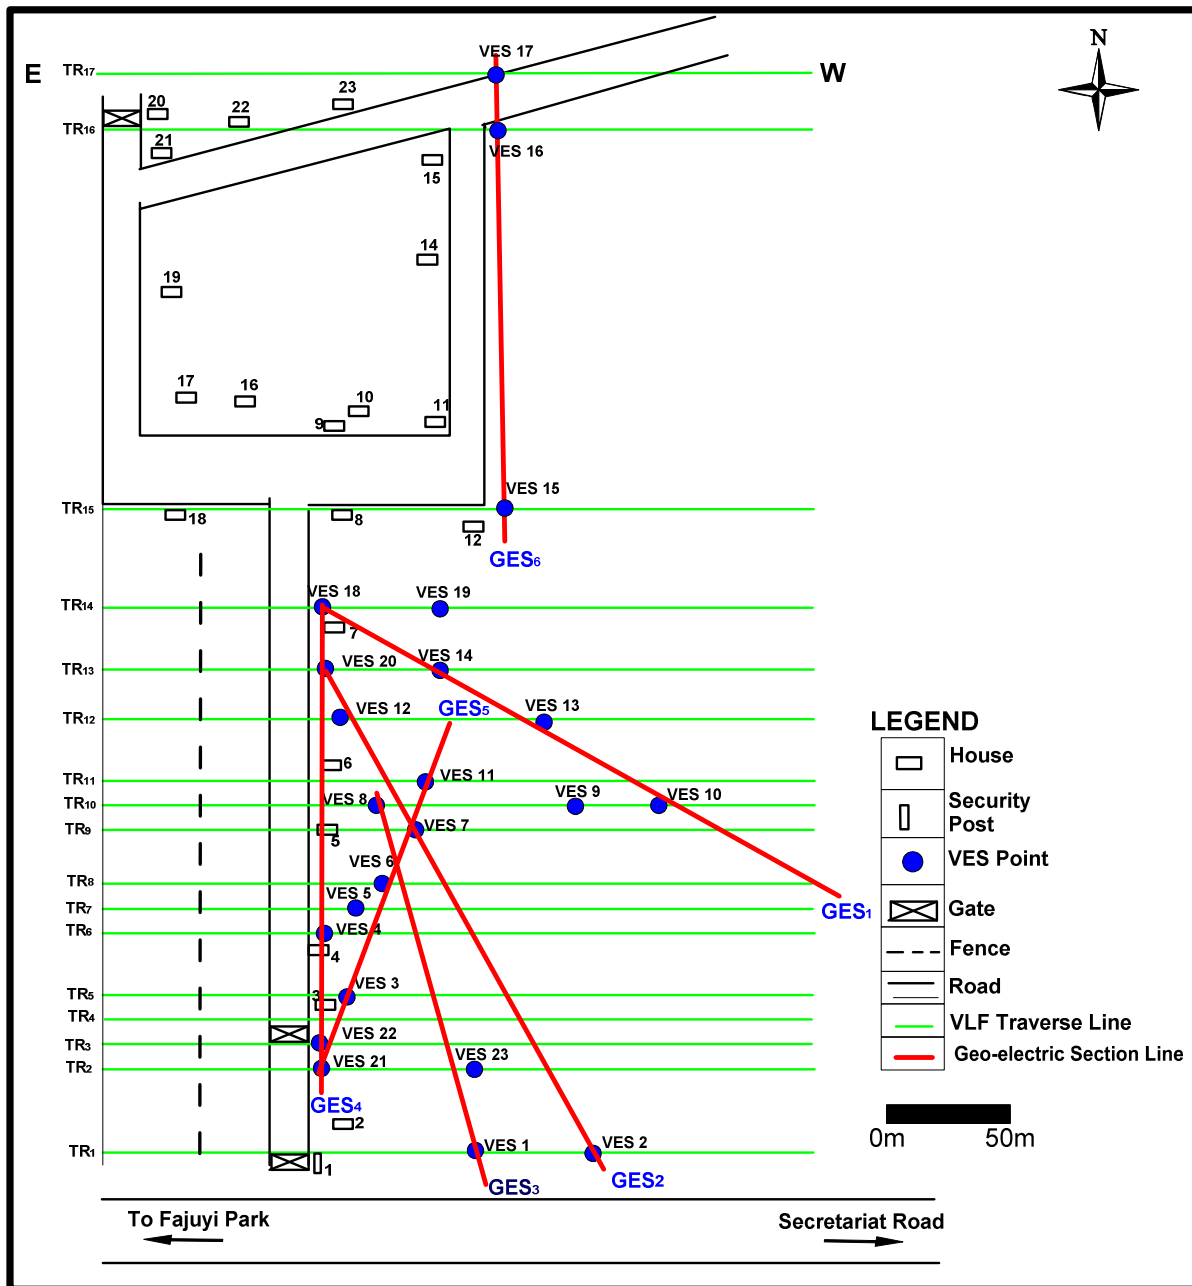 VES 17
N
E
TR17
W
20
22
23
TR16
21
VES 16
15
14
19
17
16
10
9
11
VES 15
TR15
18
8
12
GES6
VES 18
VES 19
TR14
7
VES 20
VES 14
TR13
GES5
VES 12
VES 13
TR12
LEGEND
House
6
TR11
VES 11
VES 8
VES 9
VES 10
TR10
Security
Post
TR9
5
VES 7
VES 6
VES Point
TR8
VES 5
TR7
GES1
Gate
TR6
VES 4
4
Fence
TR5
3
VES 3
Road
TR4
VES 22
VLF Traverse Line
TR3
VES 21
VES 23
Geo-electric Section Line
TR2
GES4
2
0m
50m
TR1
VES 1
VES 2
1
GES3
GES2
To Fajuyi Park
Secretariat Road